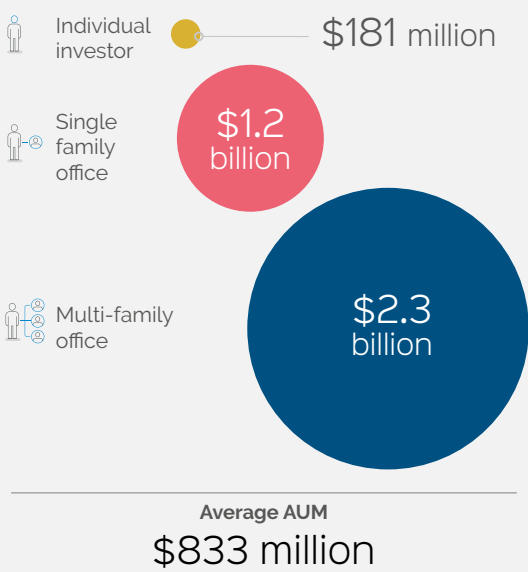 Individual
investor
$181 million
Single
family
office
$1.2
billion
Multi-family
office
$2.3
billion
Average AUM
$833 million